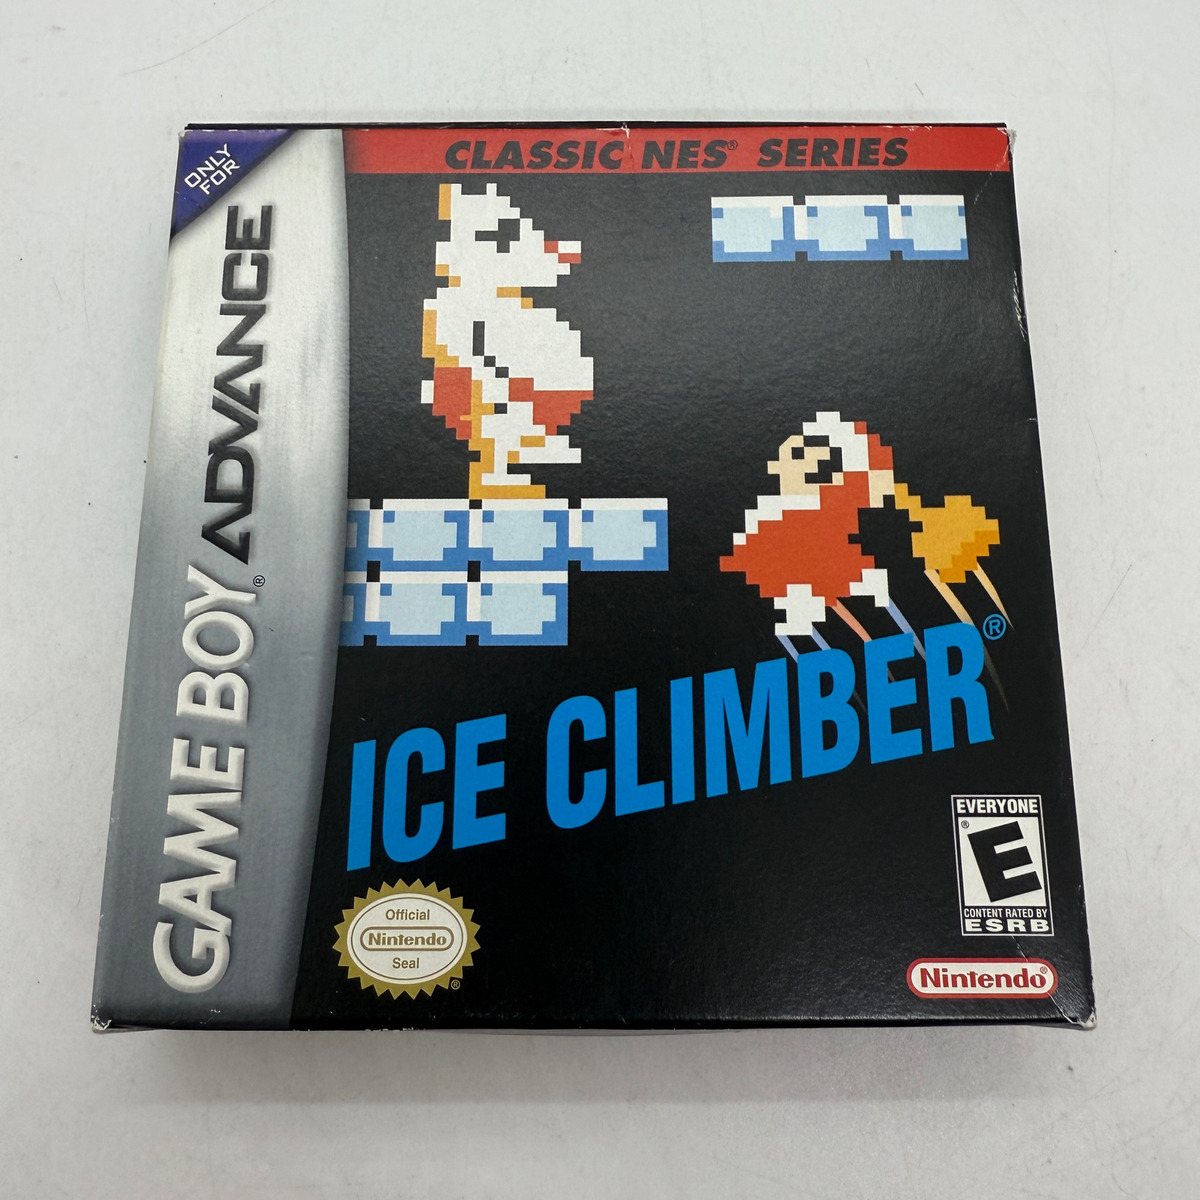 ONLY
FOR
GAME BOY ADVANCE®
CLASSIC NES® SERIES
ICE CLIMBER®
Official
Nintendo
Seal
®
EVERYONE
E
®
CONTENT RATED BY
ESRB
Nintendo®